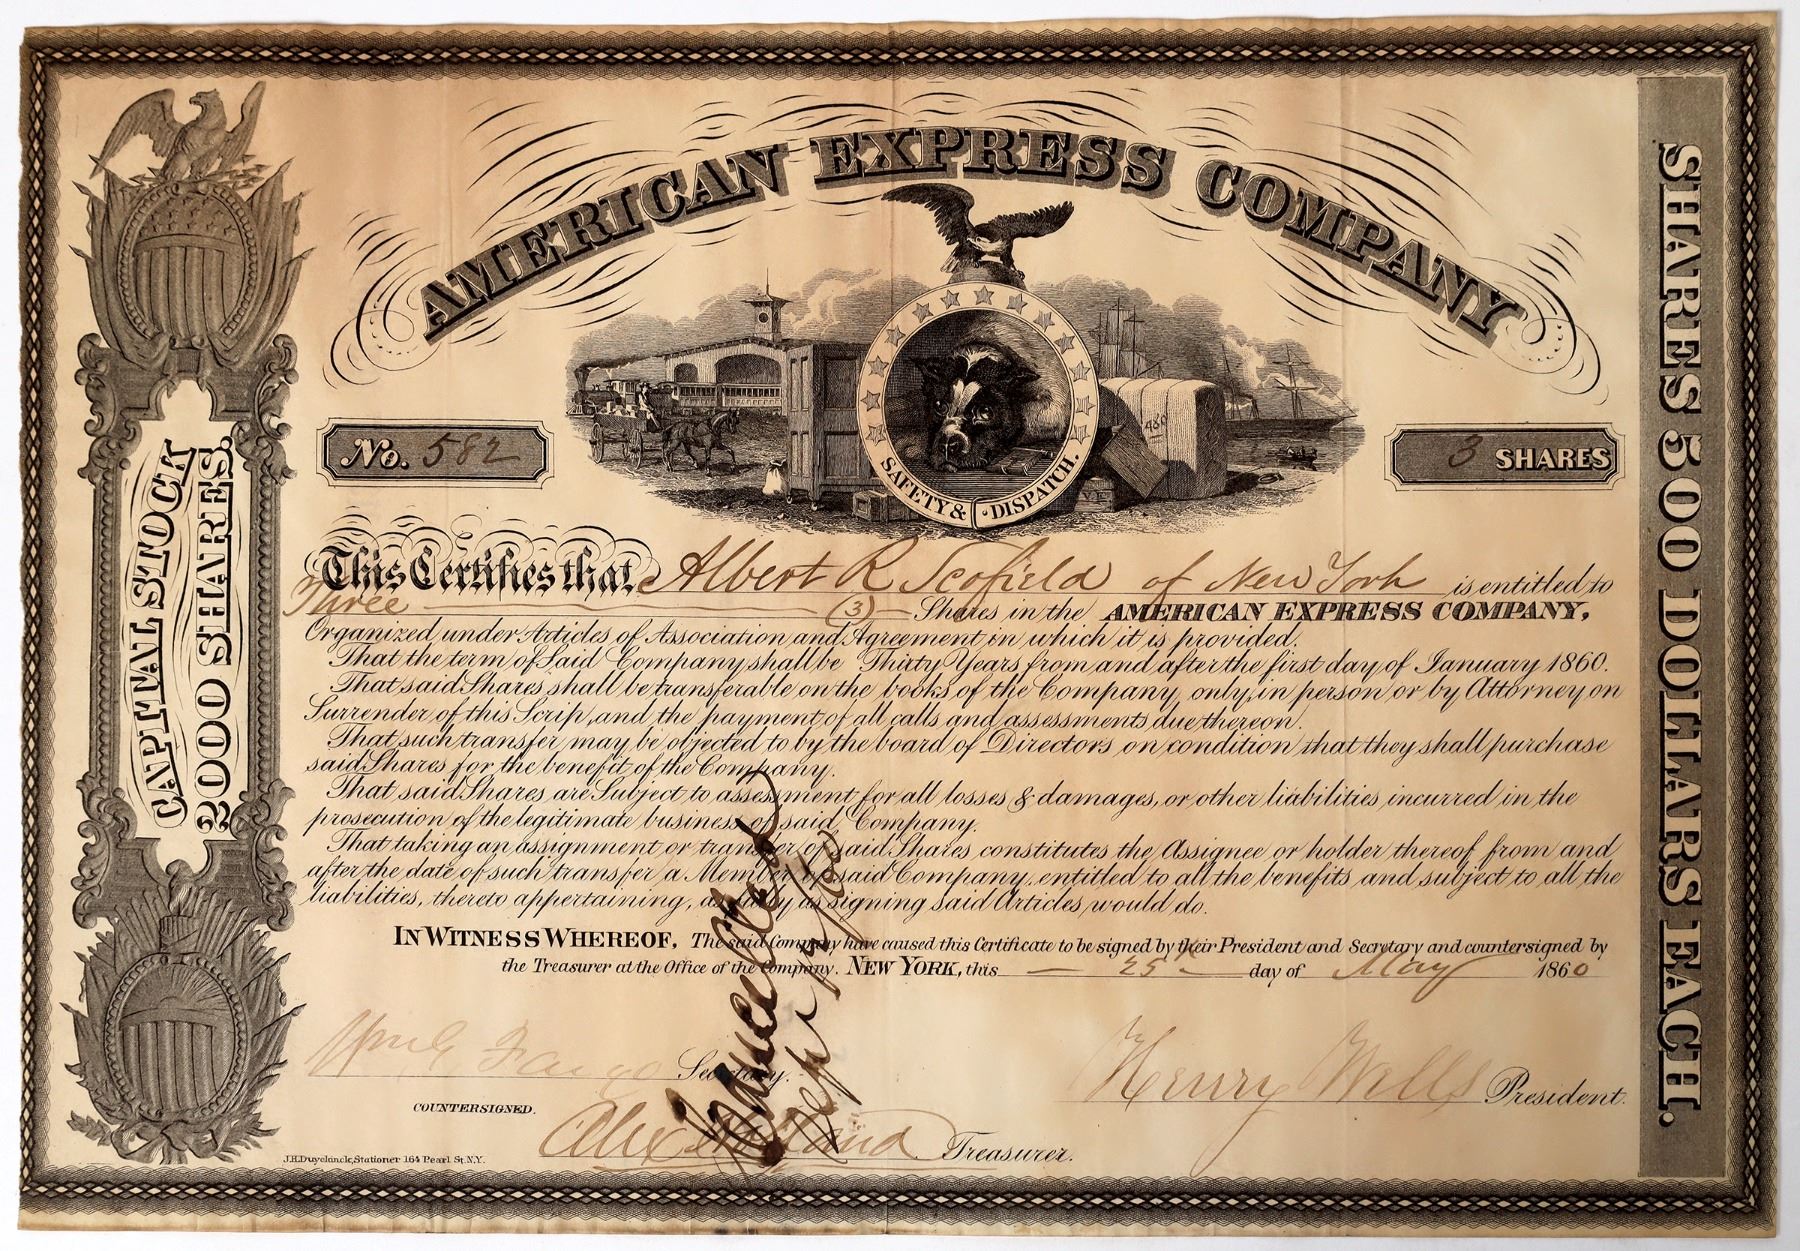 AMERICAN EXPRESS COMPANY
No. 582
3 SHARES
SAFETY & DISPATCH.
480
V.E.
CAPITAL STOCK
2000 SHARES.
SHARES 500 DOLLARS EACH.
This Certifies that Albert R Scofield of New York is entitled to
Three (3) Shares in the AMERICAN EXPRESS COMPANY,
Organized under Articles of Association and Agreement in which it is provided.
That the term of Said Company shall be Thirty Years from and after the first day of January 1860.
That said Shares shall be transferable on the books of the Company, only, in person or by Attorney on
Surrender of this Scrip, and the payment of all calls and assessments due thereon.
That such transfer may be objected to by the board of Directors on condition that they shall purchase
said Shares for the benefit of the Company.
That said Shares are Subject to assessment for all losses & damages, or other liabilities incurred in the
prosecution of the legitimate business of said Company.
That taking an assignment or transfer of said Shares constitutes the Assignee or holder thereof from and
after the date of such transfer a Member of said Company, entitled to all the benefits and subject to all the
liabilities, thereto appertaining, as fully as signing said Articles would do.
IN WITNESS WHEREOF, The said Company have caused this Certificate to be signed by their President and Secretary and countersigned by
the Treasurer at the Office of the Company. NEW YORK, this 25th day of May 1860
Cancelled
Wm G Fargo Secretary.
Henry Wells President.
COUNTERSIGNED.
Alex Holland Treasurer.
J.H. Duyckinck, Stationer 164 Pearl St. N.Y.